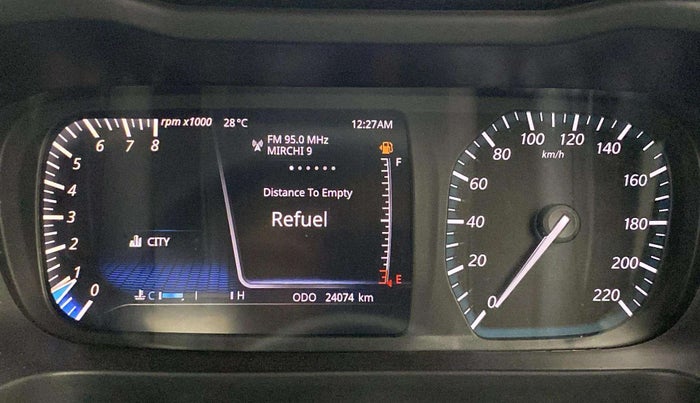 rpm x1000
28°C
12:27AM
FM 95.0 MHz
MIRCHI 9
F
Distance To Empty
Refuel
E
CITY
C H
ODO 24074 km
0 1 2 3 4 5 6 7 8
km/h
0 20 40 60 80 100 120 140 160 180 200 220